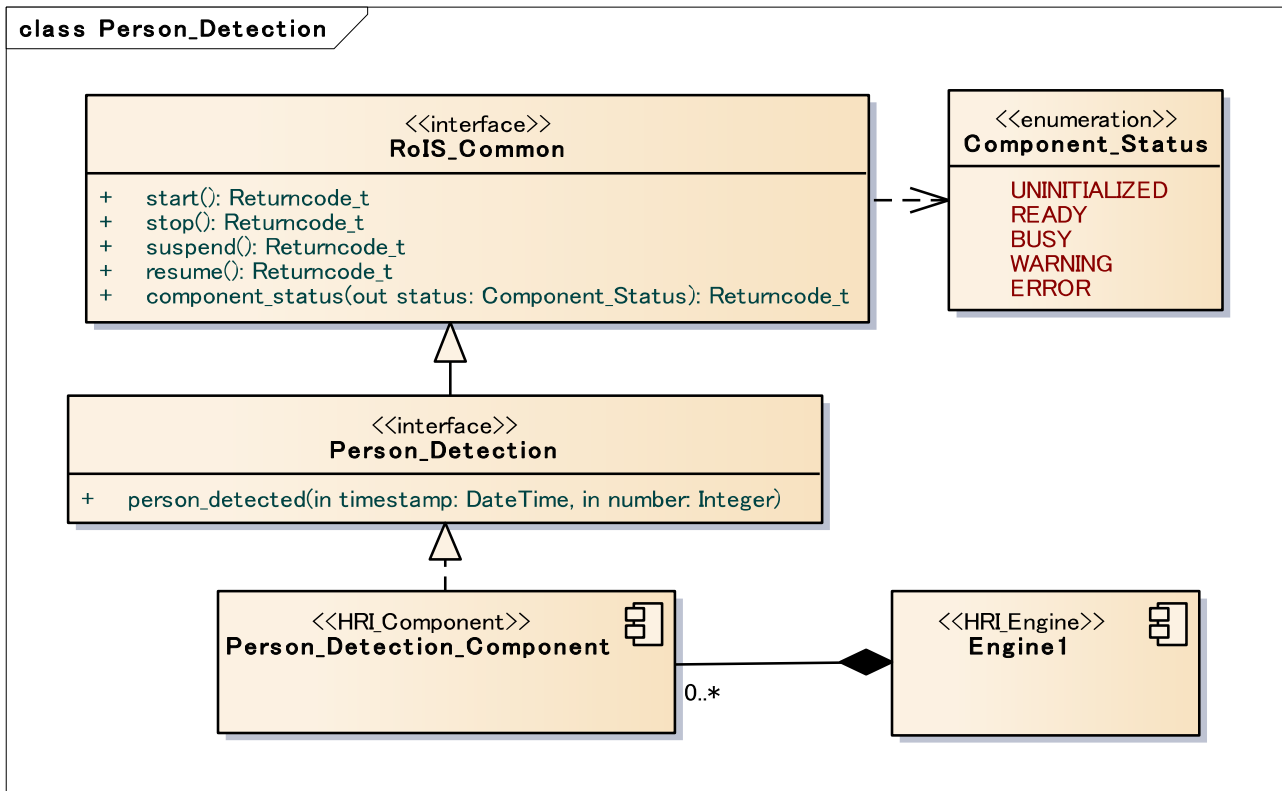 class Person_Detection
<<interface>>
RoIS_Common
+ start(): Returncode_t
+ stop(): Returncode_t
+ suspend(): Returncode_t
+ resume(): Returncode_t
+ component_status(out status: Component_Status): Returncode_t
<<enumeration>>
Component_Status
UNINITIALIZED
READY
BUSY
WARNING
ERROR
<<interface>>
Person_Detection
+ person_detected(in timestamp: DateTime, in number: Integer)
<<HRI_Component>>
Person_Detection_Component
0..*
<<HRI_Engine>>
Engine1